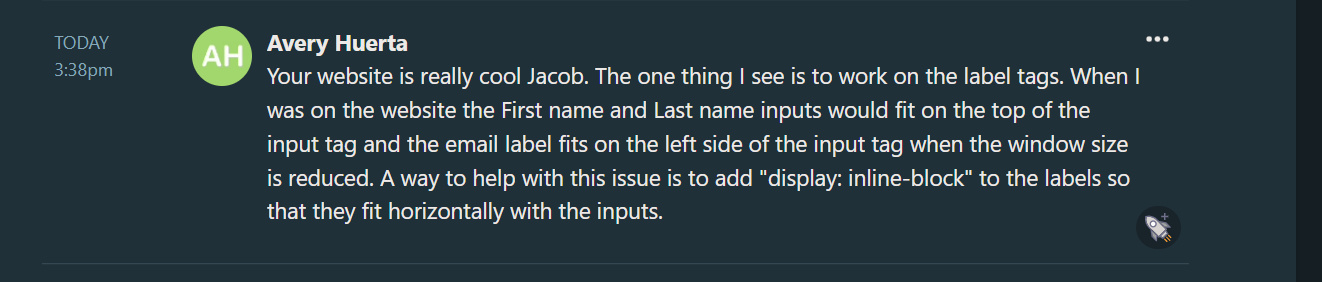 TODAY
3:38pm
AH
Avery Huerta
Your website is really cool Jacob. The one thing I see is to work on the label tags. When I
was on the website the First name and Last name inputs would fit on the top of the
input tag and the email label fits on the left side of the input tag when the window size
is reduced. A way to help with this issue is to add "display: inline-block" to the labels so
that they fit horizontally with the inputs.